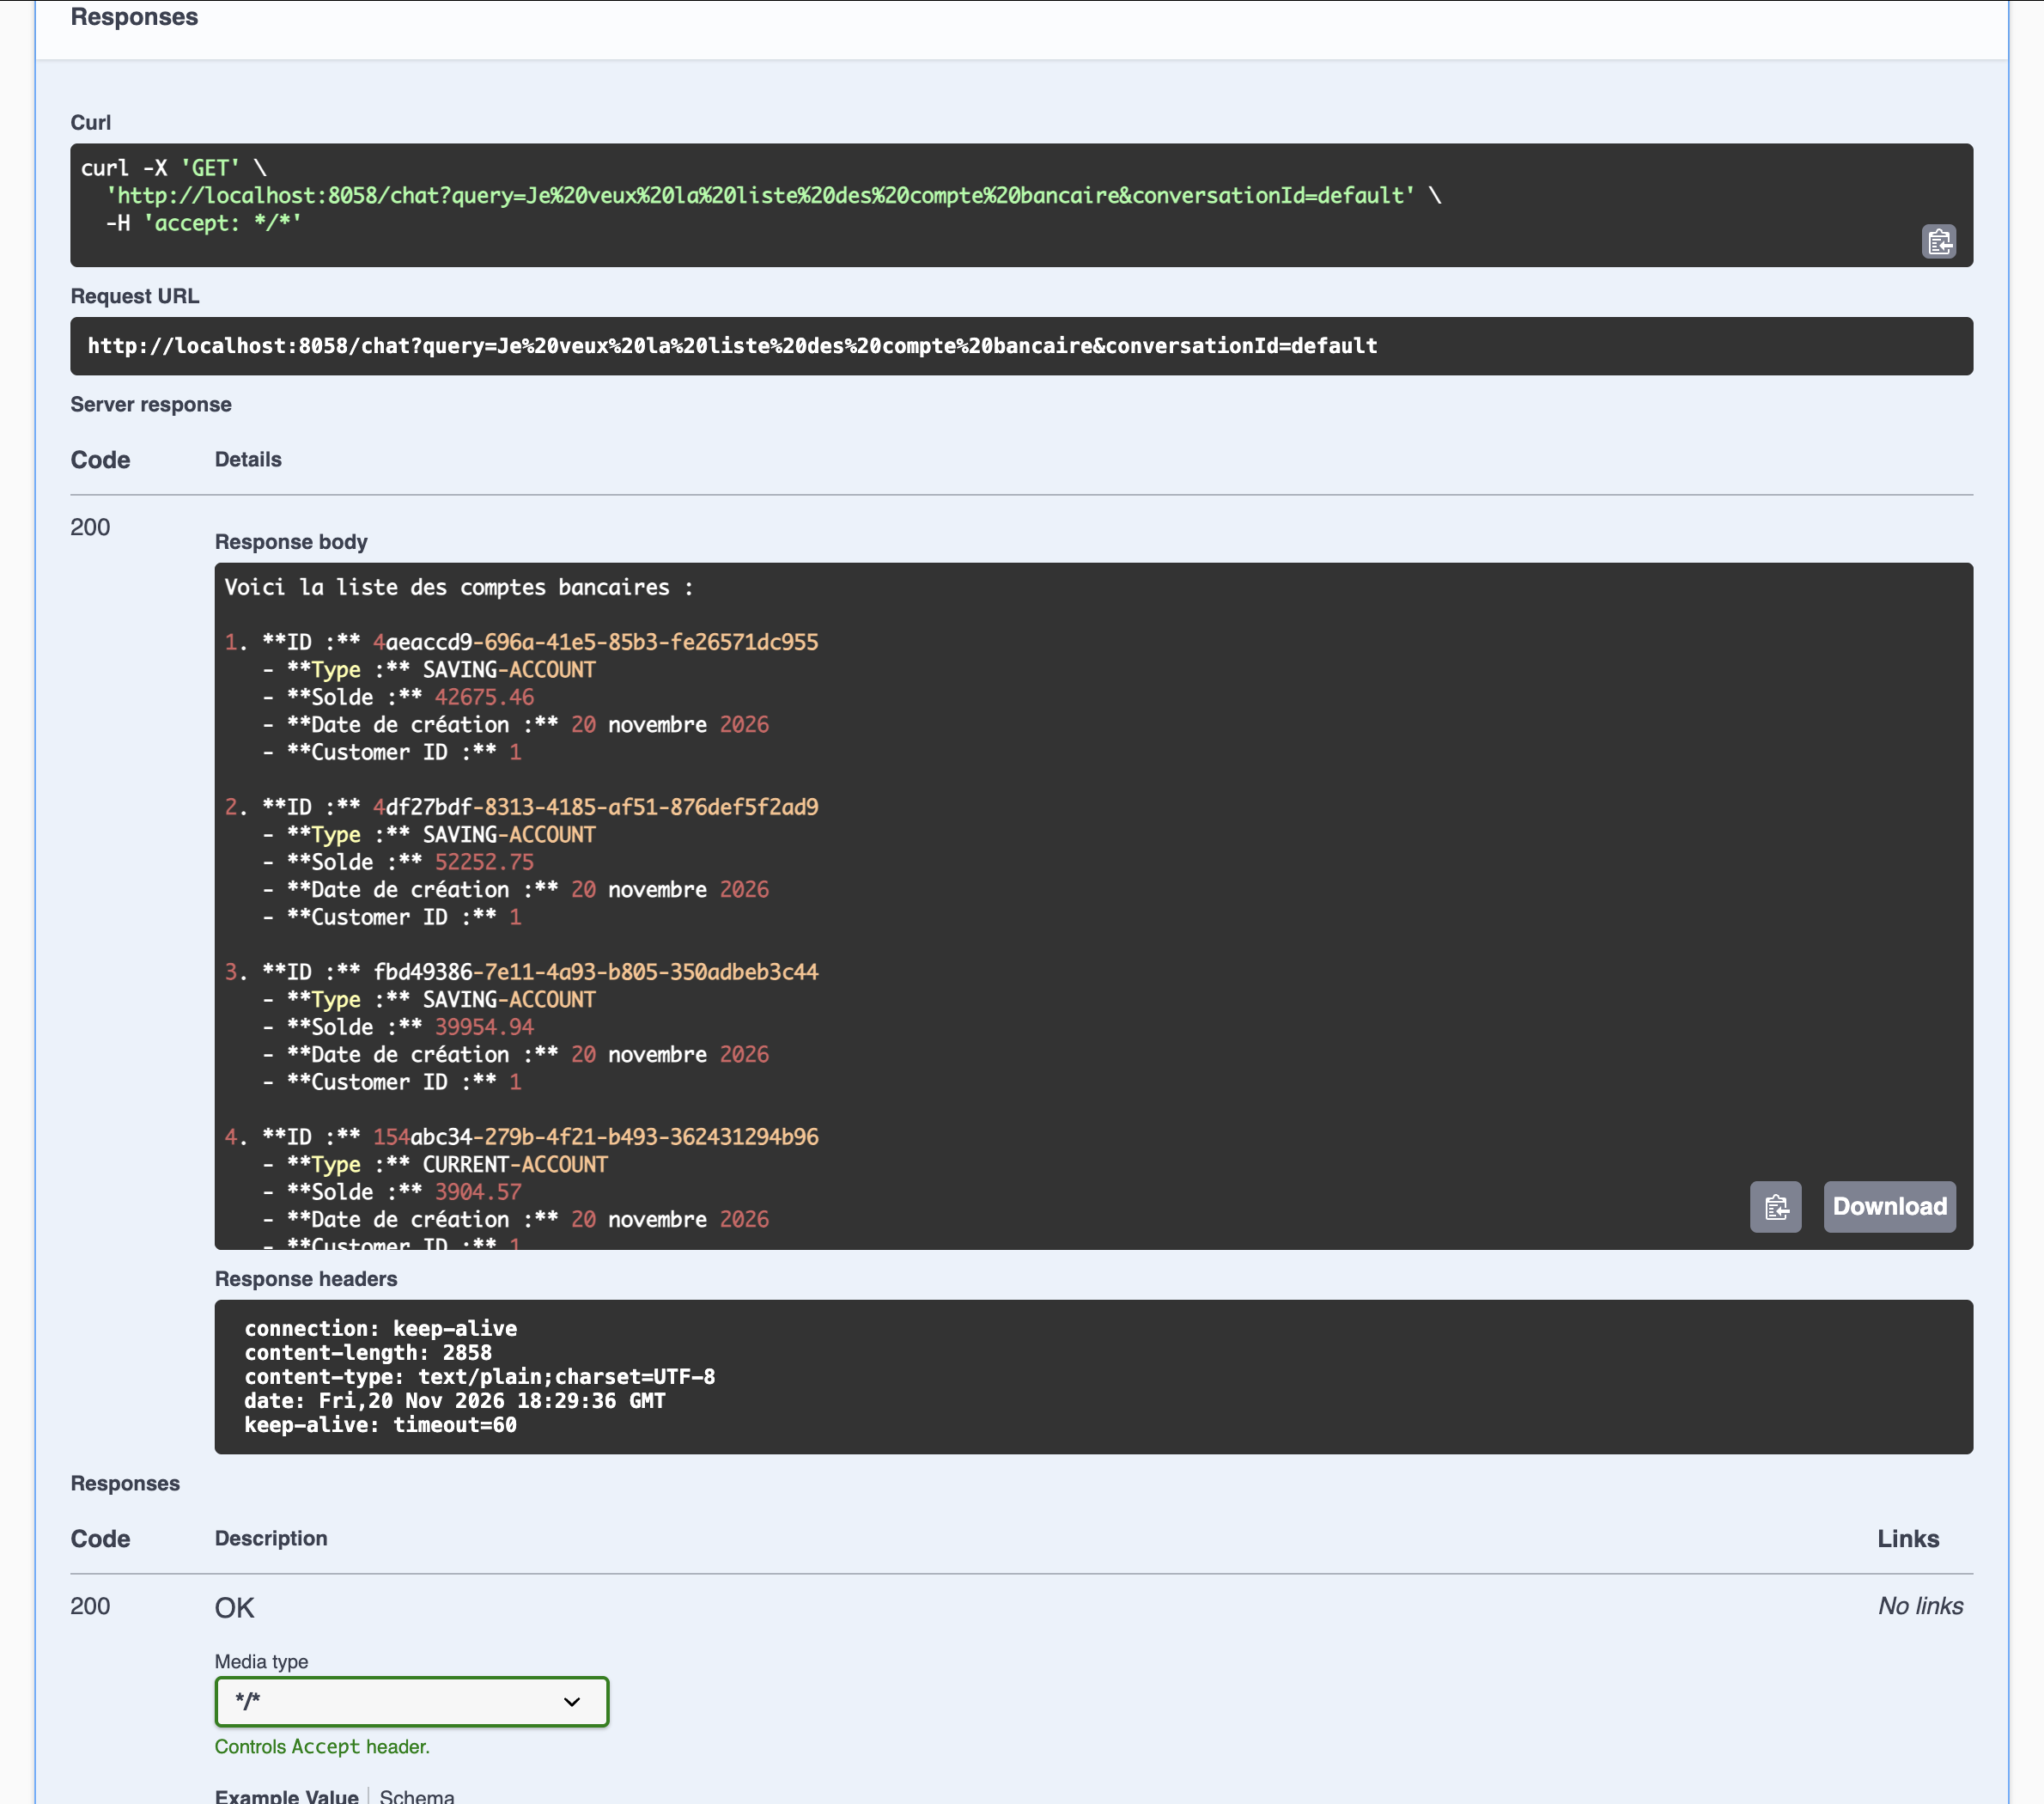 Responses
Curl
curl -X 'GET' \
  'http://localhost:8058/chat?query=Je%20veux%20la%20liste%20des%20compte%20bancaire&conversationId=default' \
  -H 'accept: */*'
Request URL
http://localhost:8058/chat?query=Je%20veux%20la%20liste%20des%20compte%20bancaire&conversationId=default
Server response
Code Details
200
Response body
Voici la liste des comptes bancaires :
1. **ID :** 4aeaccd9-696a-41e5-85b3-fe26571dc955
   - **Type :** SAVING-ACCOUNT
   - **Solde :** 42675.46
   - **Date de création :** 20 novembre 2026
   - **Customer ID :** 1
2. **ID :** 4df27bdf-8313-4185-af51-876def5f2ad9
   - **Type :** SAVING-ACCOUNT
   - **Solde :** 52252.75
   - **Date de création :** 20 novembre 2026
   - **Customer ID :** 1
3. **ID :** fbd49386-7e11-4a93-b805-350adbeb3c44
   - **Type :** SAVING-ACCOUNT
   - **Solde :** 39954.94
   - **Date de création :** 20 novembre 2026
   - **Customer ID :** 1
4. **ID :** 154abc34-279b-4f21-b493-362431294b96
   - **Type :** CURRENT-ACCOUNT
   - **Solde :** 3904.57
   - **Date de création :** 20 novembre 2026
   - **Customer ID :** 1
Download
Response headers
connection: keep-alive
content-length: 2858
content-type: text/plain;charset=UTF-8
date: Fri,20 Nov 2026 18:29:36 GMT
keep-alive: timeout=60
Responses
Code Description Links
200 OK No links
Media type
*/*
Controls Accept header.
Example Value Schema